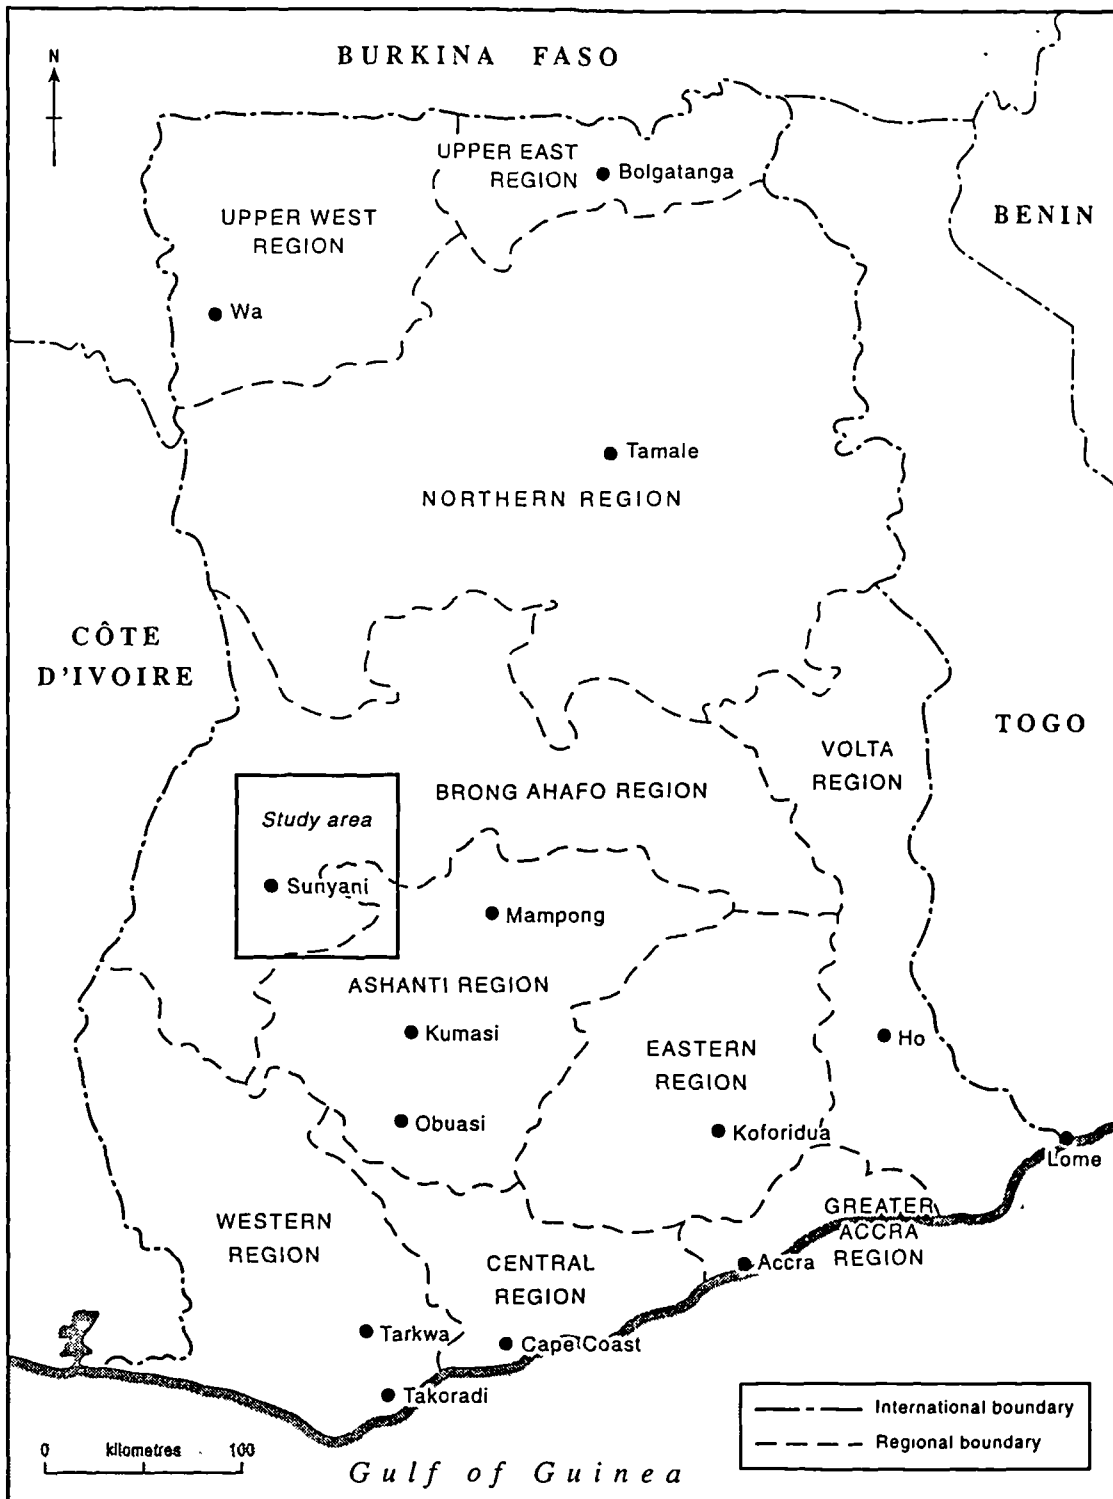 N
BURKINA FASO
UPPER EAST
REGION
Bolgatanga
BENIN
UPPER WEST
REGION
Wa
Tamale
NORTHERN REGION
CÔTE
D'IVOIRE
TOGO
VOLTA
REGION
BRONG AHAFO REGION
Study area
Sunyani
Mampong
ASHANTI REGION
Kumasi
Ho
EASTERN
REGION
Obuasi
Koforidua
Lome
WESTERN
REGION
GREATER
ACCRA
REGION
CENTRAL
REGION
Accra
Tarkwa
Cape Coast
Takoradi
International boundary
Regional boundary
0 kilometres 100
Gulf of Guinea